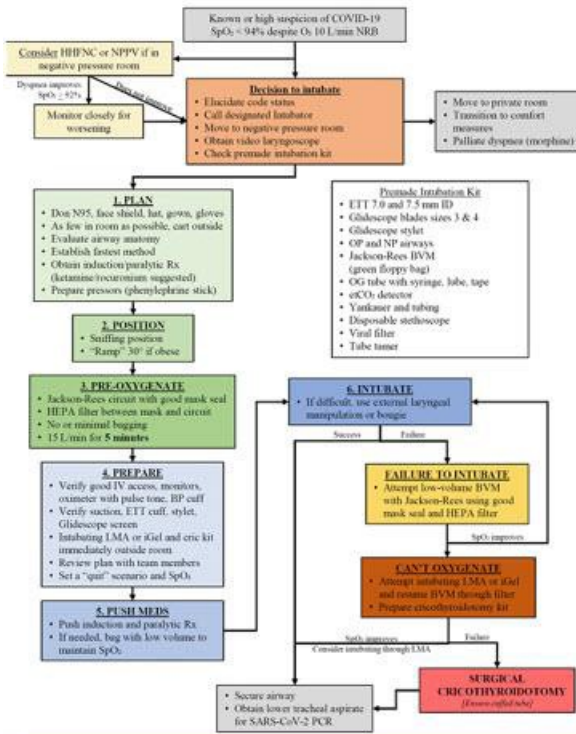 Known or high suspicion of COVID-19
SpO₂ < 94% despite O₂ 10 L/min NRB
Consider HHFNC or NPPV if in
negative pressure room
Dyspnea improves
SpO₂ ≥ 92%
Does not improve
Monitor closely for
worsening
Decision to intubate
• Elucidate code status
• Call designated Intubator
• Move to negative pressure room
• Obtain video laryngoscope
• Check premade intubation kit
• Move to private room
• Transition to comfort
measures
• Palliate dyspnea (morphine)
1. PLAN
• Don N95, face shield, hat, gown, gloves
• As few in room as possible, cart outside
• Evaluate airway anatomy
• Establish fastest method
• Obtain induction/paralytic Rx
(ketamine/rocuronium suggested)
• Prepare pressors (phenylephrine stick)
Premade Intubation Kit
• ETT 7.0 and 7.5 mm ID
• Glidescope blades sizes 3 & 4
• Glidescope stylet
• OP and NP airways
• Jackson-Rees BVM
(green floppy bag)
• OG tube with syringe, lube, tape
• etCO₂ detector
• Yankauer and tubing
• Disposable stethoscope
• Viral filter
• Tube tamer
2. POSITION
• Sniffing position
• "Ramp" 30° if obese
3. PRE-OXYGENATE
• Jackson-Rees circuit with good mask seal
• HEPA filter between mask and circuit
• No or minimal bagging
• 15 L/min for 5 minutes
4. PREPARE
• Verify good IV access, monitors,
oximeter with pulse tone, BP cuff
• Verify suction, ETT cuff, stylet,
Glidescope screen
• Intubating LMA or iGel and cric kit
immediately outside room
• Review plan with team members
• Set a "quit" scenario and SpO₂
5. PUSH MEDS
• Push induction and paralytic Rx
• If needed, bag with low volume to
maintain SpO₂
6. INTUBATE
• If difficult, use external laryngeal
manipulation or bougie
Success
Failure
FAILURE TO INTUBATE
• Attempt low-volume BVM
with Jackson-Rees using good
mask seal and HEPA filter
SpO₂ improves
CAN'T OXYGENATE
• Attempt intubating LMA or iGel
and resume BVM through filter
• Prepare cricothyroidotomy kit
SpO₂ improves
Consider intubating through LMA
Failure
SURGICAL
CRICOTHYROIDOTOMY
[Ensure cuffed tube]
• Secure airway
• Obtain lower tracheal aspirate
for SARS-CoV-2 PCR